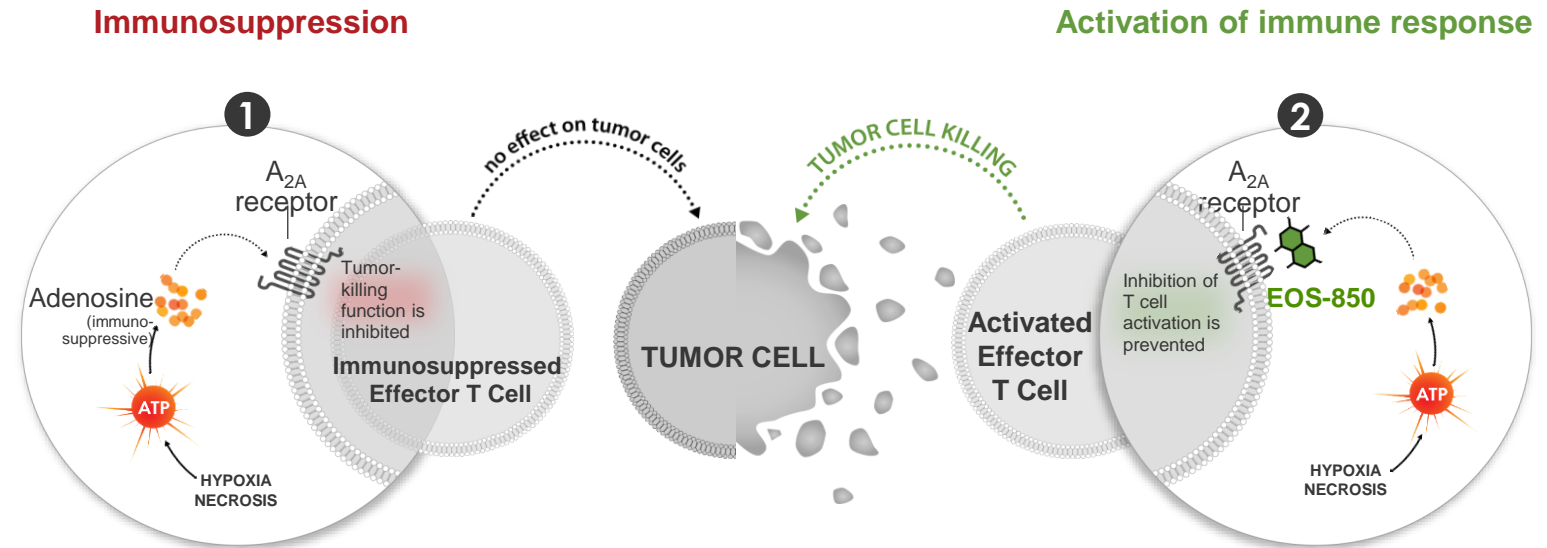 Immunosuppression
Activation of immune response
1
A2A
receptor
Adenosine
(immuno-
suppressive)
ATP
HYPOXIA
NECROSIS
Tumor-
killing
function is
inhibited
Immunosuppressed
Effector T Cell
no effect on tumor cells
TUMOR CELL
TUMOR CELL KILLING
Activated
Effector
T Cell
2
A2A
receptor
Inhibition of
T cell
activation is
prevented
EOS-850
ATP
HYPOXIA
NECROSIS